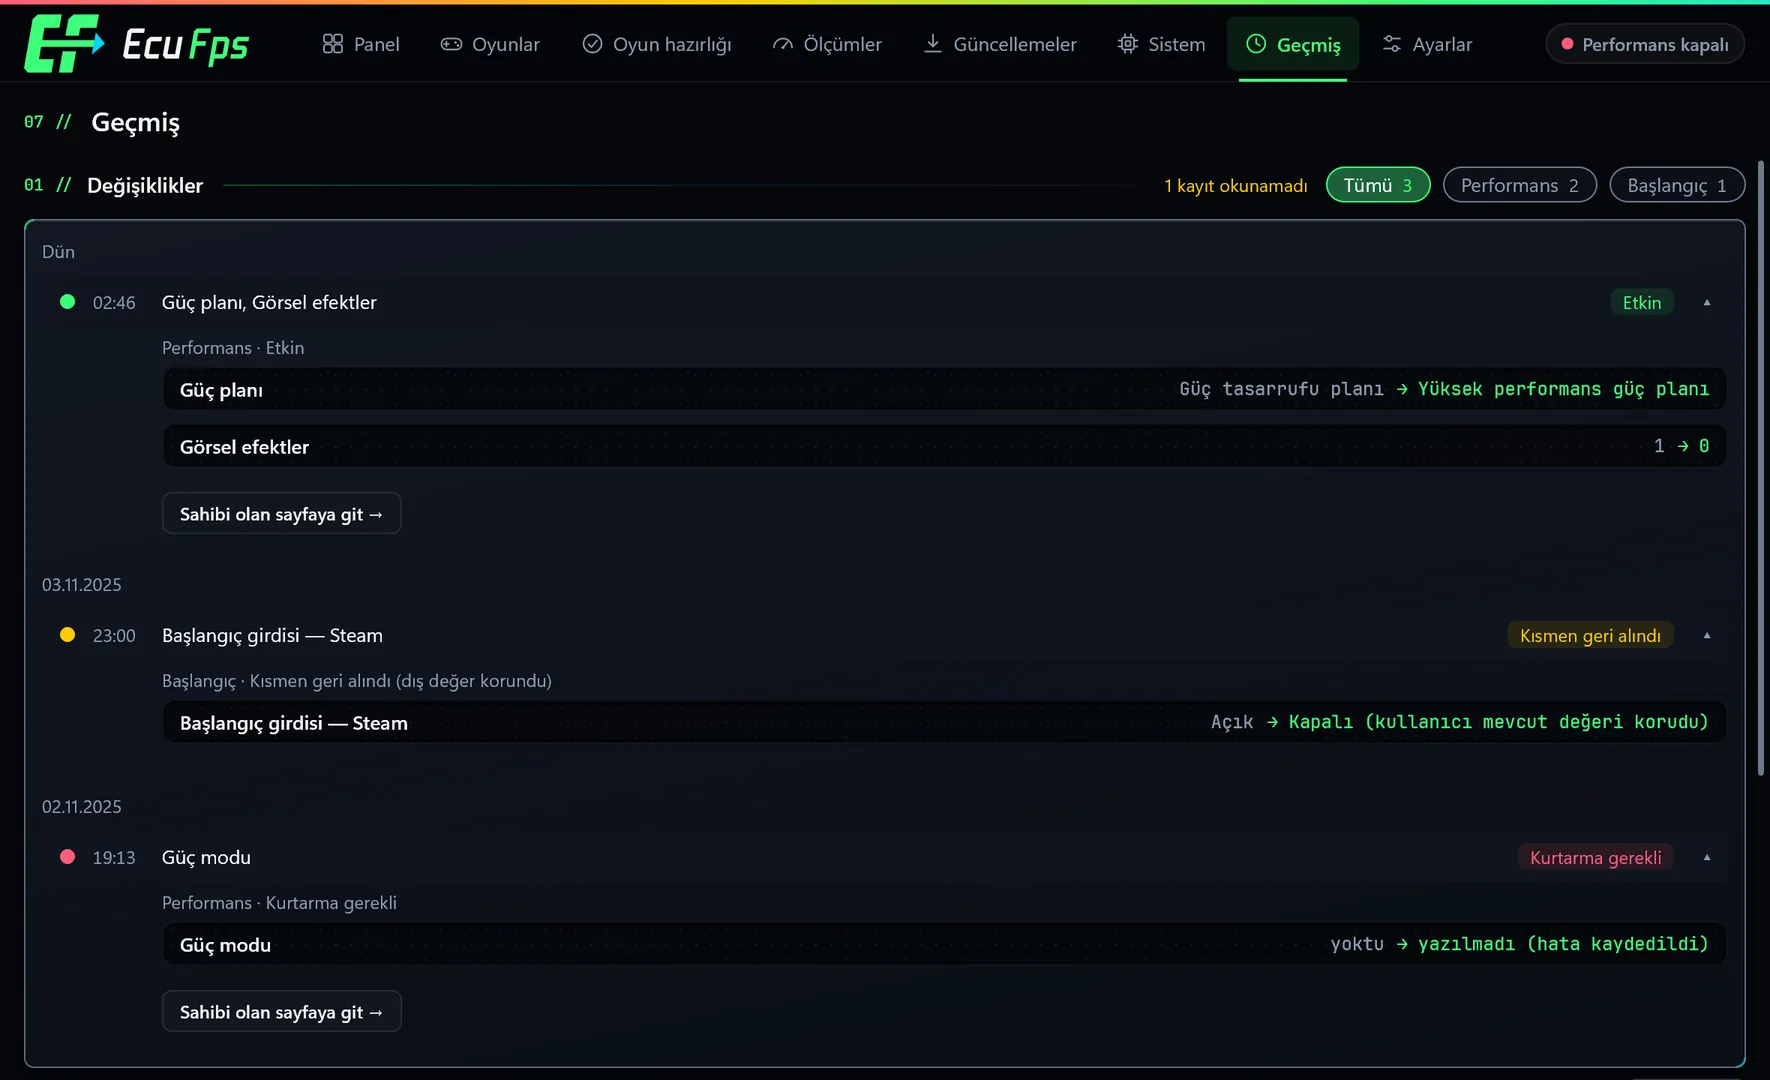 EcuFps
Panel
Oyunlar
Oyun hazırlığı
Ölçümler
Güncellemeler
Sistem
Geçmiş
Ayarlar
Performans kapalı
07 // Geçmiş
01 // Değişiklikler
1 kayıt okunamadı
Tümü 3
Performans 2
Başlangıç 1
Dün
02:46 Güç planı, Görsel efektler Etkin
Performans · Etkin
Güç planı Güç tasarrufu planı → Yüksek performans güç planı
Görsel efektler 1 → 0
Sahibi olan sayfaya git →
03.11.2025
23:00 Başlangıç girdisi — Steam Kısmen geri alındı
Başlangıç · Kısmen geri alındı (dış değer korundu)
Başlangıç girdisi — Steam Açık → Kapalı (kullanıcı mevcut değeri korudu)
02.11.2025
19:13 Güç modu Kurtarma gerekli
Performans · Kurtarma gerekli
Güç modu yoktu → yazılmadı (hata kaydedildi)
Sahibi olan sayfaya git →